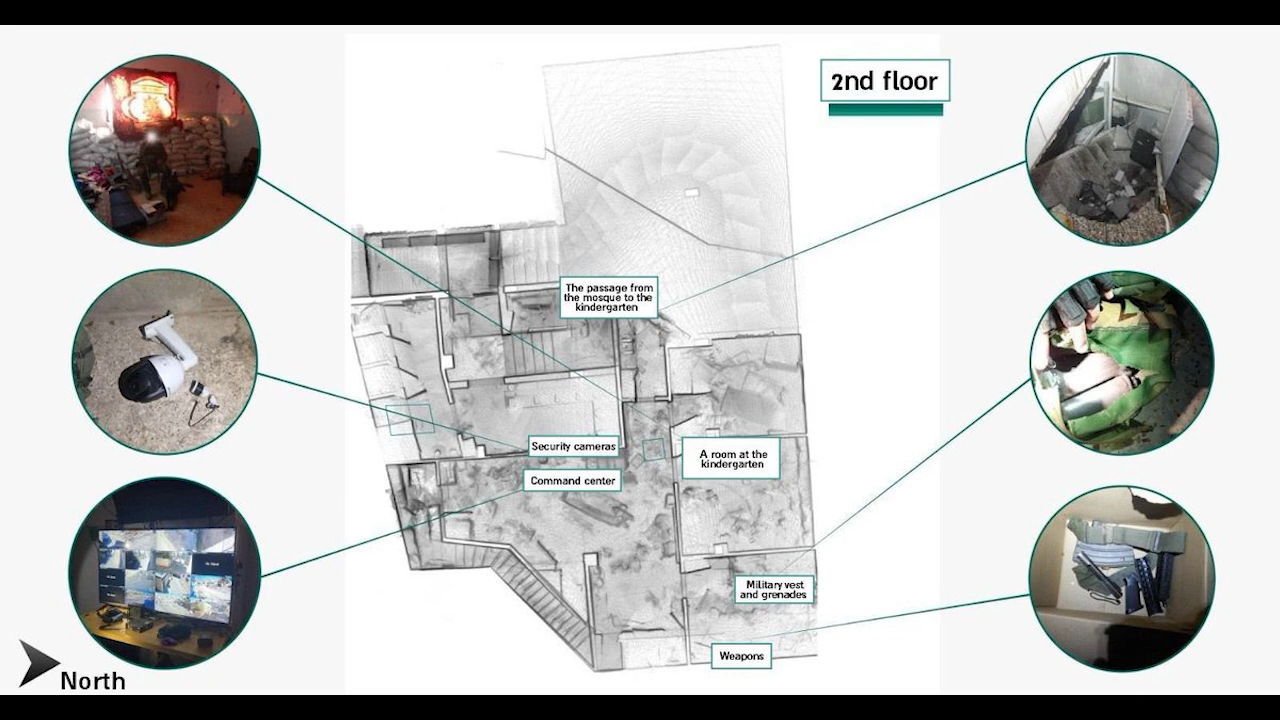 2nd floor
The passage from
the mosque to the
kindergarten
Security cameras
Command center
A room at the
kindergarten
Military vest
and grenades
Weapons
North